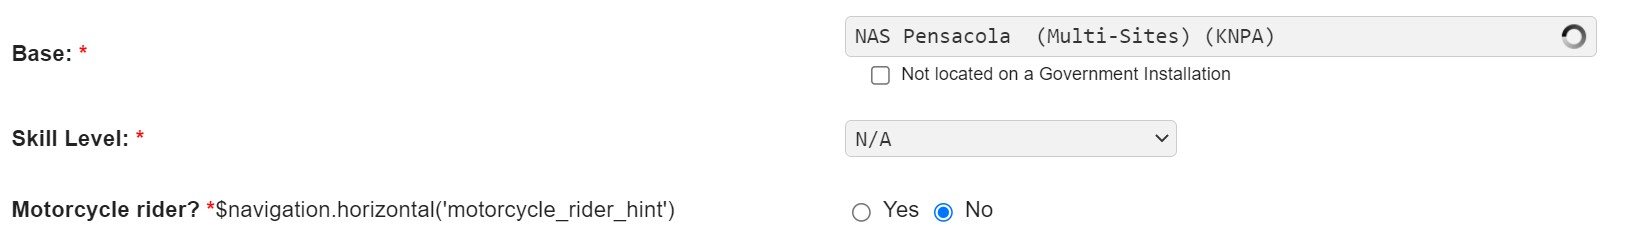 Base: *
NAS Pensacola  (Multi-Sites) (KNPA)
Not located on a Government Installation
Skill Level: *
N/A
Motorcycle rider? *$navigation.horizontal('motorcycle_rider_hint')
Yes No